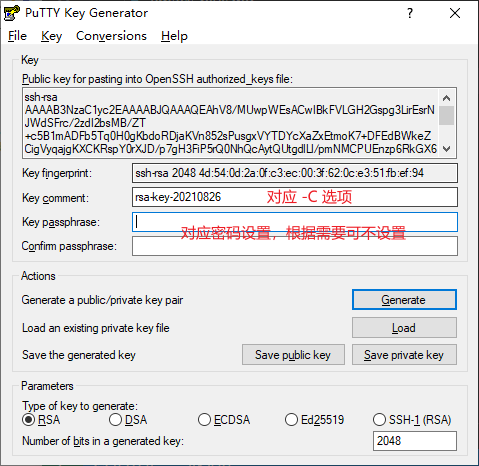 PuTTY Key Generator
File Key Conversions Help
Key
Public key for pasting into OpenSSH authorized_keys file:
ssh-rsa
AAAAB3NzaC1yc2EAAAABJQAAAQEAhV8/MUwpWEsACwIBkFVLGH2Gspg3LirEsrN
JWdSFrc/2zdI2bsMB/ZT
+c5B1mADFb5Tq0H0gKbdoRDjaKVn852sPusgxVYTDYcXaZxEtmoK7+DFEdBWkeZ
CigVyqajgKXCKRspY0rXJD/p7gH3FiP5rQ0NhQcAytQUtgdILI/pmNMCPUEnzp6RkGX6
Key fingerprint: ssh-rsa 2048 4d:54:0d:2a:0f:c3:ec:00:3f:62:0c:e3:51:fb:ef:94
Key comment: rsa-key-20210826 对应 -C 选项
Key passphrase:
对应密码设置，根据需要可不设置
Confirm passphrase:
Actions
Generate a public/private key pair Generate
Load an existing private key file Load
Save the generated key Save public key Save private key
Parameters
Type of key to generate:
RSA DSA ECDSA Ed25519 SSH-1 (RSA)
Number of bits in a generated key: 2048